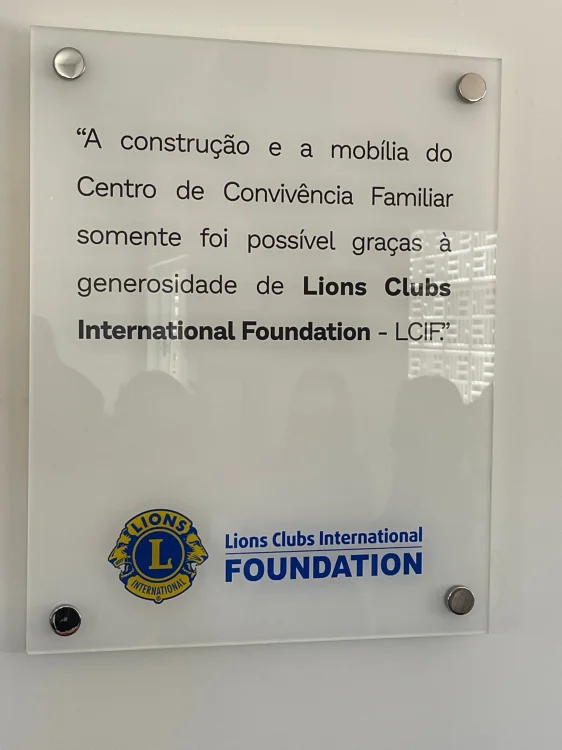 “A construção e a mobília do
Centro de Convivência Familiar
somente foi possível graças à
generosidade de Lions Clubs
International Foundation - LCIF.”
LIONS
L
INTERNATIONAL
®
Lions Clubs International
FOUNDATION